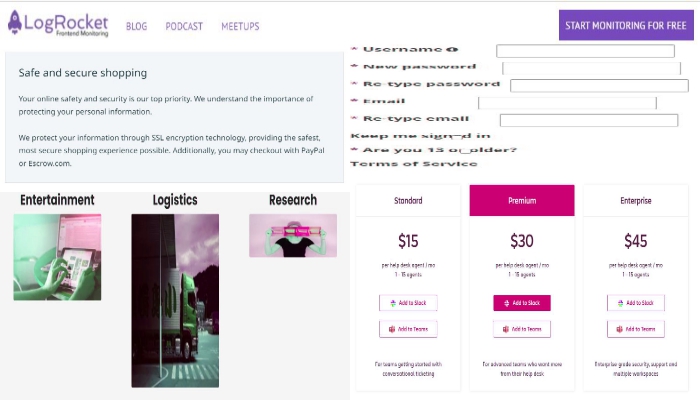 LogRocket
Frontend Monitoring
BLOG PODCAST MEETUPS
START MONITORING FOR FREE
Safe and secure shopping
Your online safety and security is our top priority. We understand the importance of
protecting your personal information.
We protect your information through SSL encryption technology, providing the safest,
most secure shopping experience possible. Additionally, you may checkout with PayPal
or Escrow.com.
* Username
* New password
* Re-type password
* Email
* Re-type email
Keep me signed in
* Are you 13 or older?
Terms of Service
Entertainment Logistics Research
Standard
$15
per help desk agent / mo
1 - 15 agents
Add to Slack
Add to Teams
For teams getting started with
conversational ticketing
Premium
$30
per help desk agent / mo
1 - 15 agents
Add to Slack
Add to Teams
For advanced teams who want more
from their help desk
Enterprise
$45
per help desk agent / mo
1 - 15 agents
Add to Slack
Add to Teams
Enterprise grade security, support and
multiple workspaces